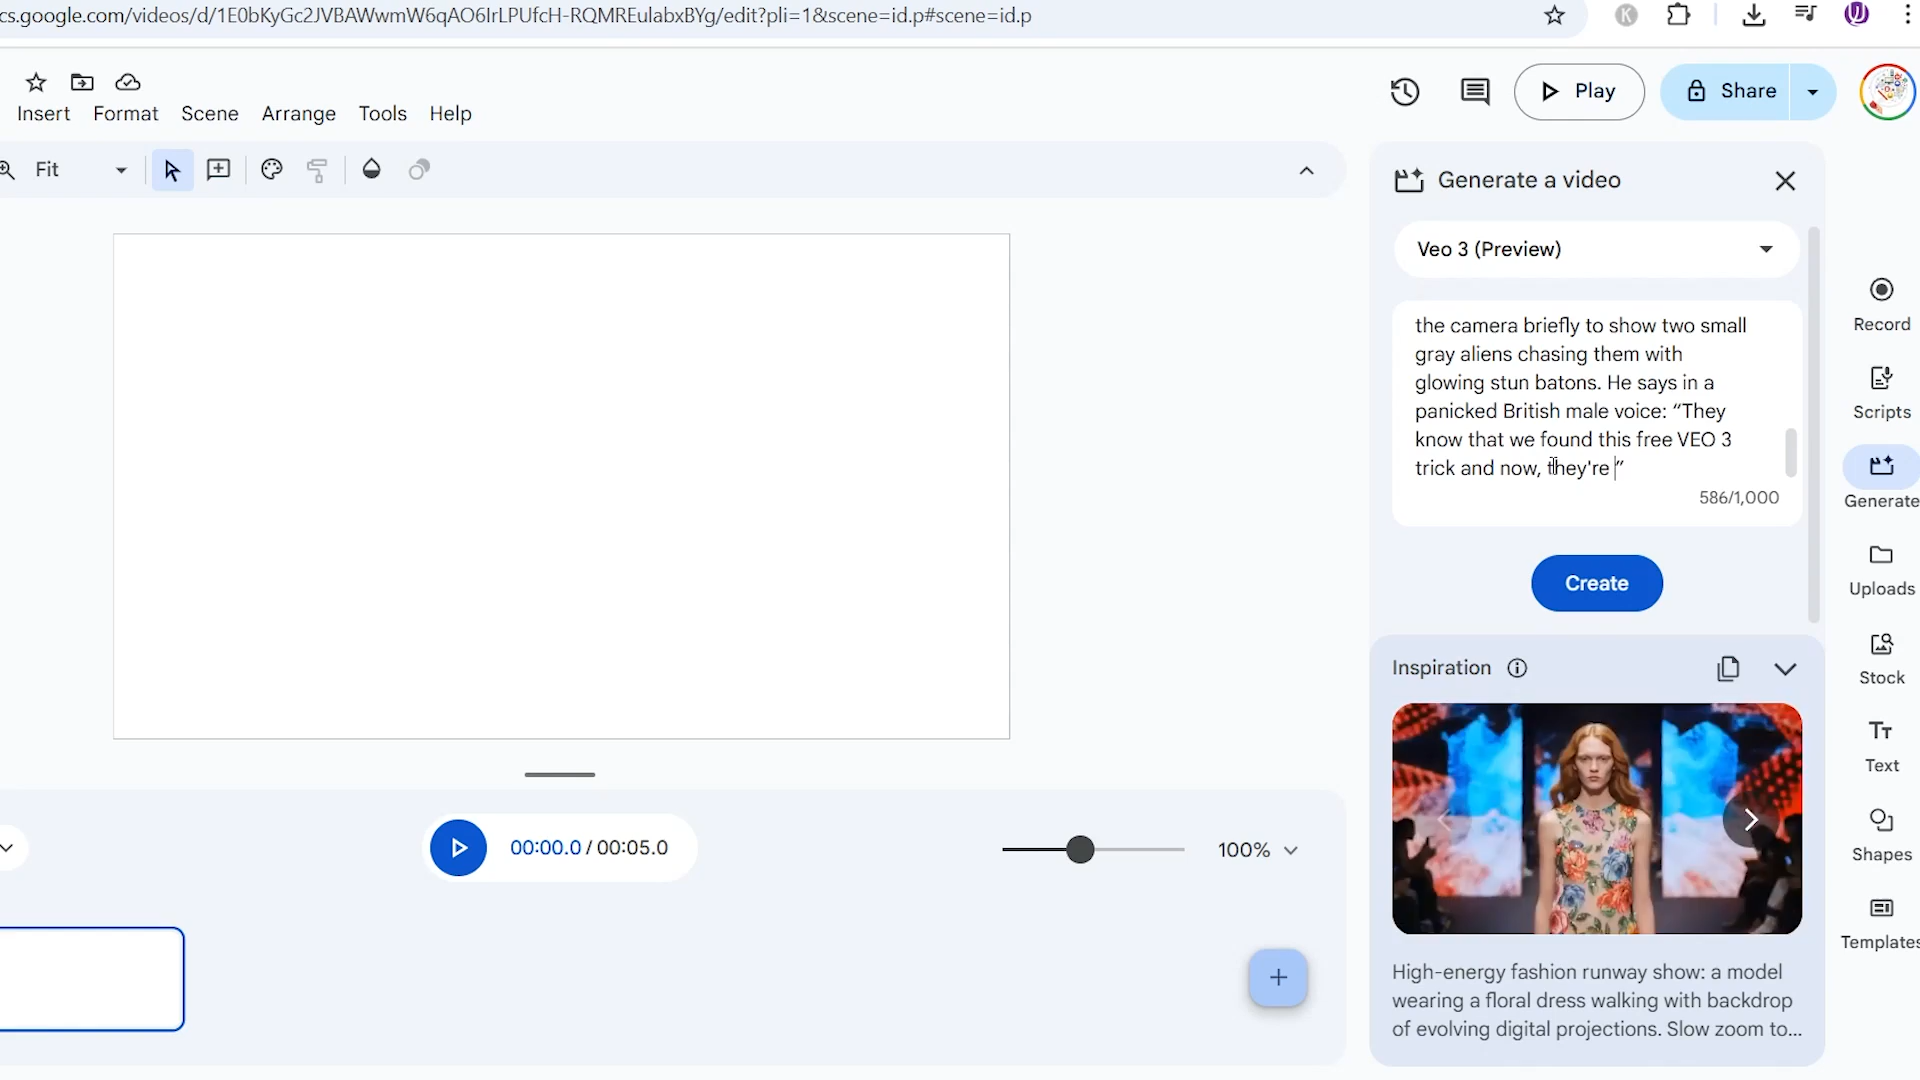 cs.google.com/videos/d/1E0bKyGc2JVBAWwmW6qAO6IrLPUfcH-RQMREulabxBYg/edit?pli=1&scene=id.p#scene=id.p
K
Insert Format Scene Arrange Tools Help
Play
Share
Fit
Generate a video
Veo 3 (Preview)
the camera briefly to show two small
gray aliens chasing them with
glowing stun batons. He says in a
panicked British male voice: “They
know that we found this free VEO 3
trick and now, they're ”
586/1,000
Create
Inspiration
High-energy fashion runway show: a model
wearing a floral dress walking with backdrop
of evolving digital projections. Slow zoom to...
Record
Scripts
Generate
Uploads
Stock
Text
Shapes
Templates
00:00.0 / 00:05.0
100%